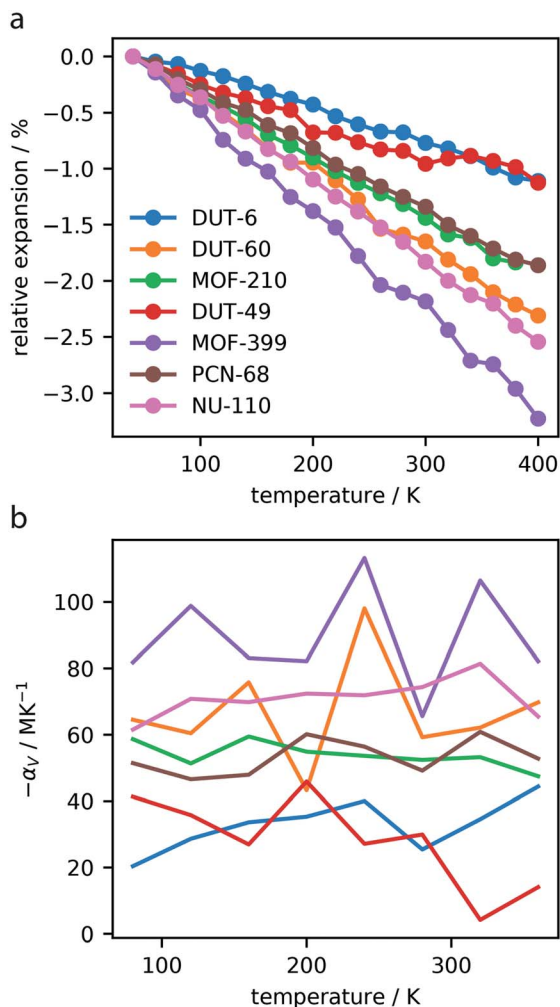 a
0.0
−0.5
−1.0
−1.5
−2.0
−2.5
−3.0
relative expansion / %
DUT-6
DUT-60
MOF-210
DUT-49
MOF-399
PCN-68
NU-110
100 200 300 400
temperature / K
b
100
80
60
40
20
0
−α_V / MK⁻¹
100 200 300
temperature / K